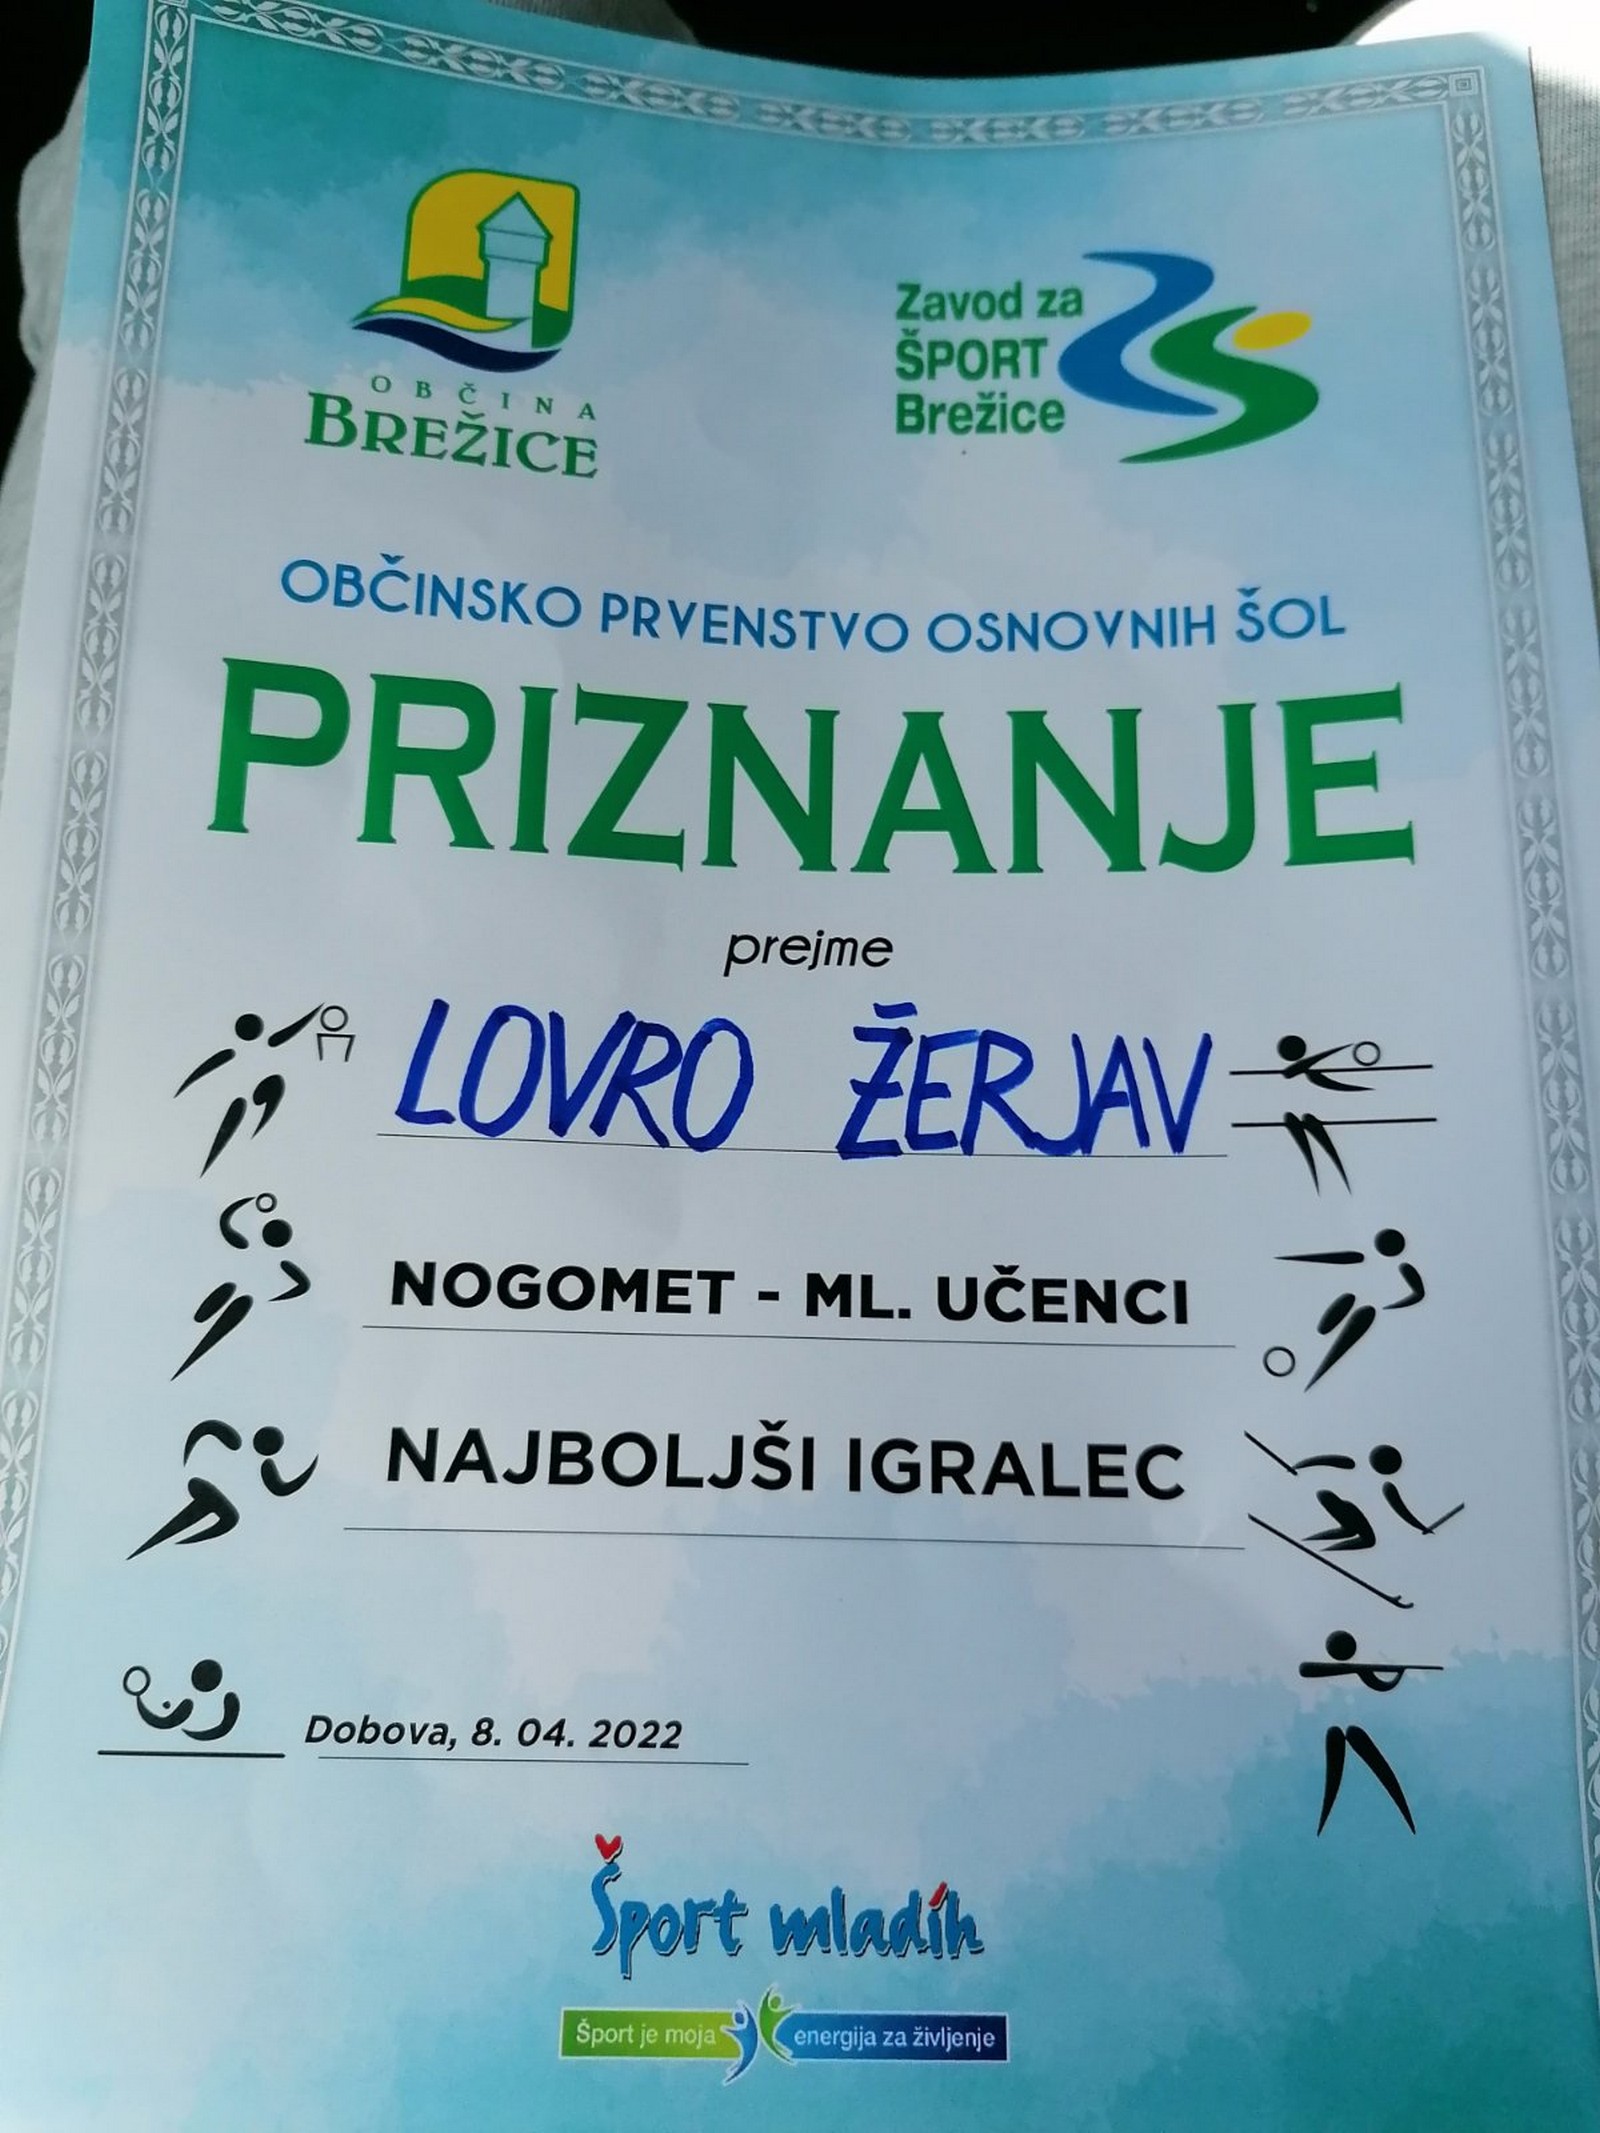 OBČINA
BREŽICE
Zavod za
ŠPORT
Brežice
OBČINSKO PRVENSTVO OSNOVNIH ŠOL
PRIZNANJE
prejme
LOVRO ŽERJAV
NOGOMET - ML. UČENCI
NAJBOLJŠI IGRALEC
Dobova, 8. 04. 2022
Šport mladih
Šport je moja energija za življenje